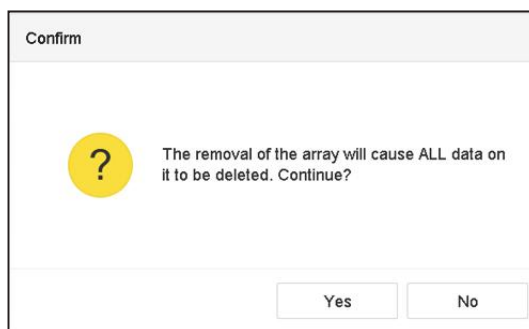 Confirm
?
The removal of the array will cause ALL data on
it to be deleted. Continue?
Yes
No